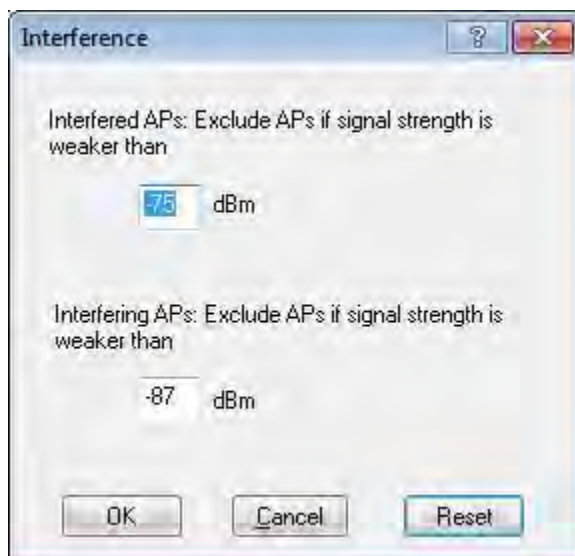 Interference
?
Interfered APs: Exclude APs if signal strength is
weaker than
-75 dBm
Interfering APs: Exclude APs if signal strength is
weaker than
-87 dBm
OK Cancel Reset